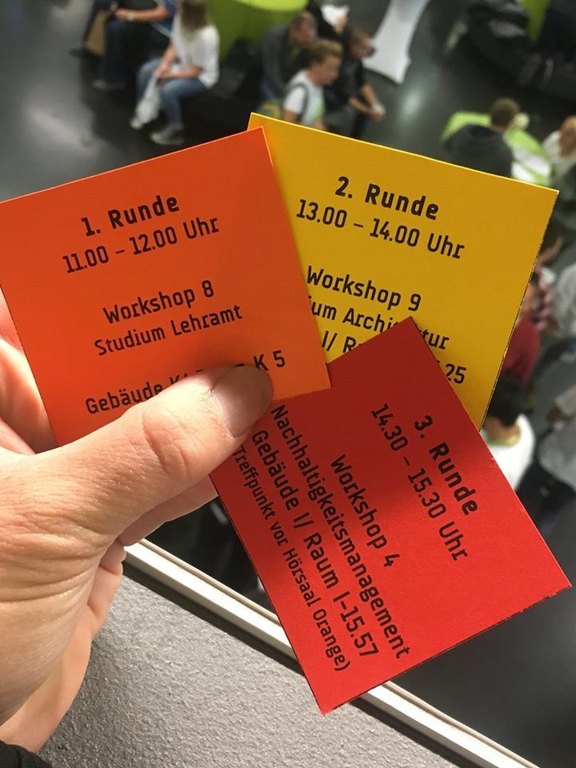 1. Runde
11.00 – 12.00 Uhr
Workshop 8
Studium Lehramt
Gebäude K 5
2. Runde
13.00 – 14.00 Uhr
Workshop 9
I/
3. Runde
14.30 – 15.30 Uhr
Workshop 4
Nachhaltigkeitsmanagement
Gebäude I/ Raum I-15.57
(Treffpunkt vor Hörsaal Orange)